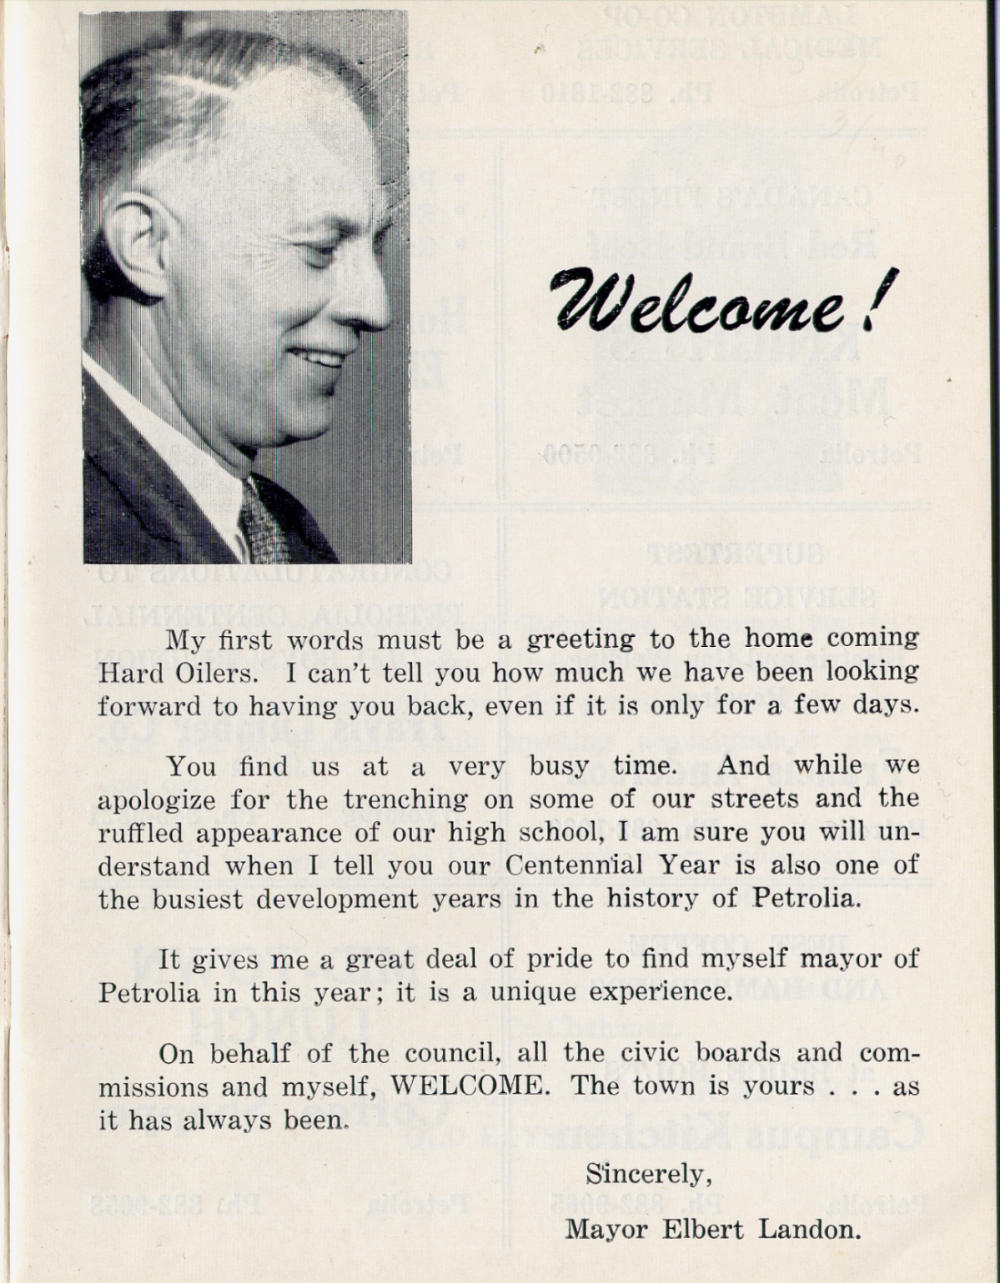 Welcome!
My first words must be a greeting to the home coming
Hard Oilers. I can't tell you how much we have been looking
forward to having you back, even if it is only for a few days.
You find us at a very busy time. And while we
apologize for the trenching on some of our streets and the
ruffled appearance of our high school, I am sure you will un-
derstand when I tell you our Centennial Year is also one of
the busiest development years in the history of Petrolia.
It gives me a great deal of pride to find myself mayor of
Petrolia in this year; it is a unique experience.
On behalf of the council, all the civic boards and com-
missions and myself, WELCOME. The town is yours . . . as
it has always been.
Sincerely,
Mayor Elbert Landon.